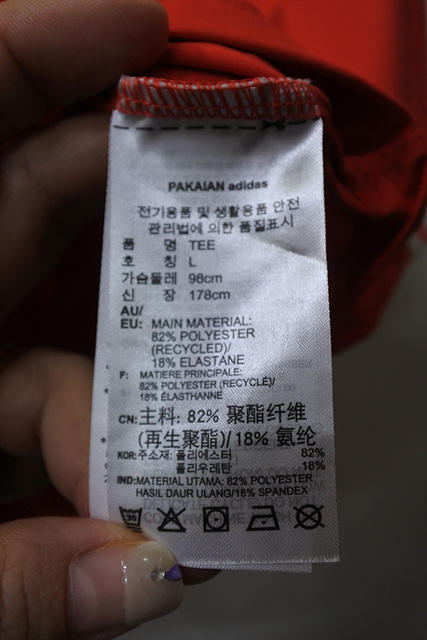 PAKAIAN adidas
전기용품 및 생활용품 안전
관리법에 의한 품질표시
품 명 TEE
호 칭 L
가슴둘레 98cm
신 장 178cm
AU/
EU: MAIN MATERIAL:
82% POLYESTER
(RECYCLED)/
18% ELASTANE
F: MATIERE PRINCIPALE:
82% POLYESTER (RECYCLÉ)/
18% ÉLASTHANNE
CN: 主料: 82% 聚酯纤维
(再生聚酯)/ 18% 氨纶
KOR: 주소재: 폴리에스터 82%
폴리우레탄 18%
IND: MATERIAL UTAMA: 82% POLYESTER
HASIL DAUR ULANG/18% SPANDEX
30